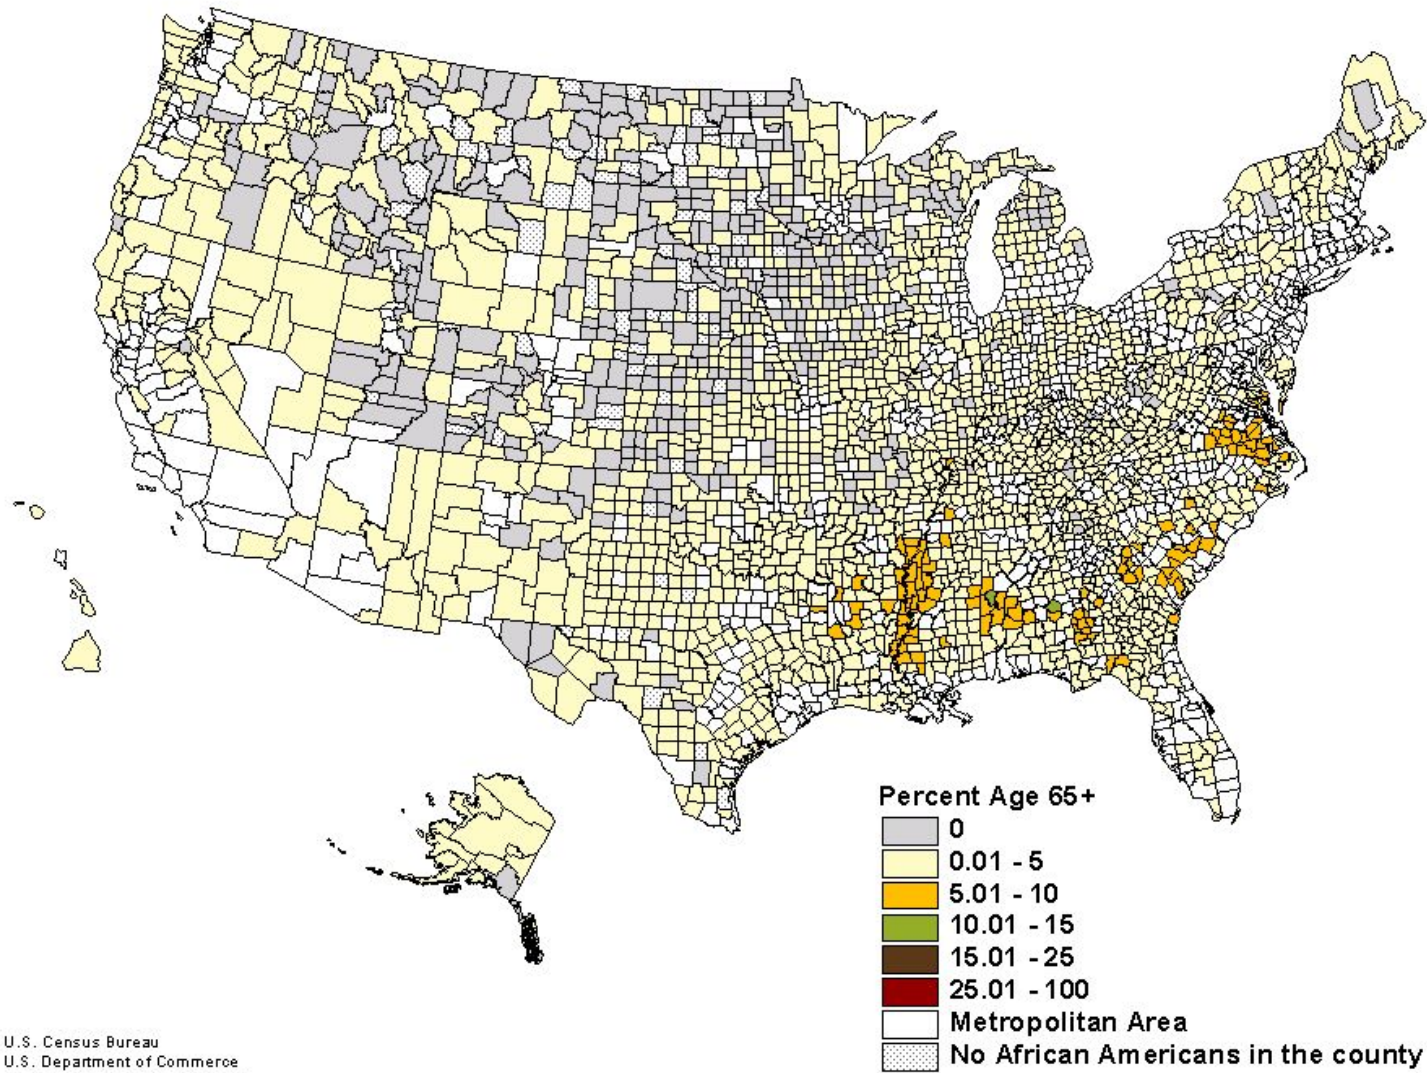 Percent Age 65+
0
0.01 - 5
5.01 - 10
10.01 - 15
15.01 - 25
25.01 - 100
Metropolitan Area
No African Americans in the county
U.S. Census Bureau
U.S. Department of Commerce